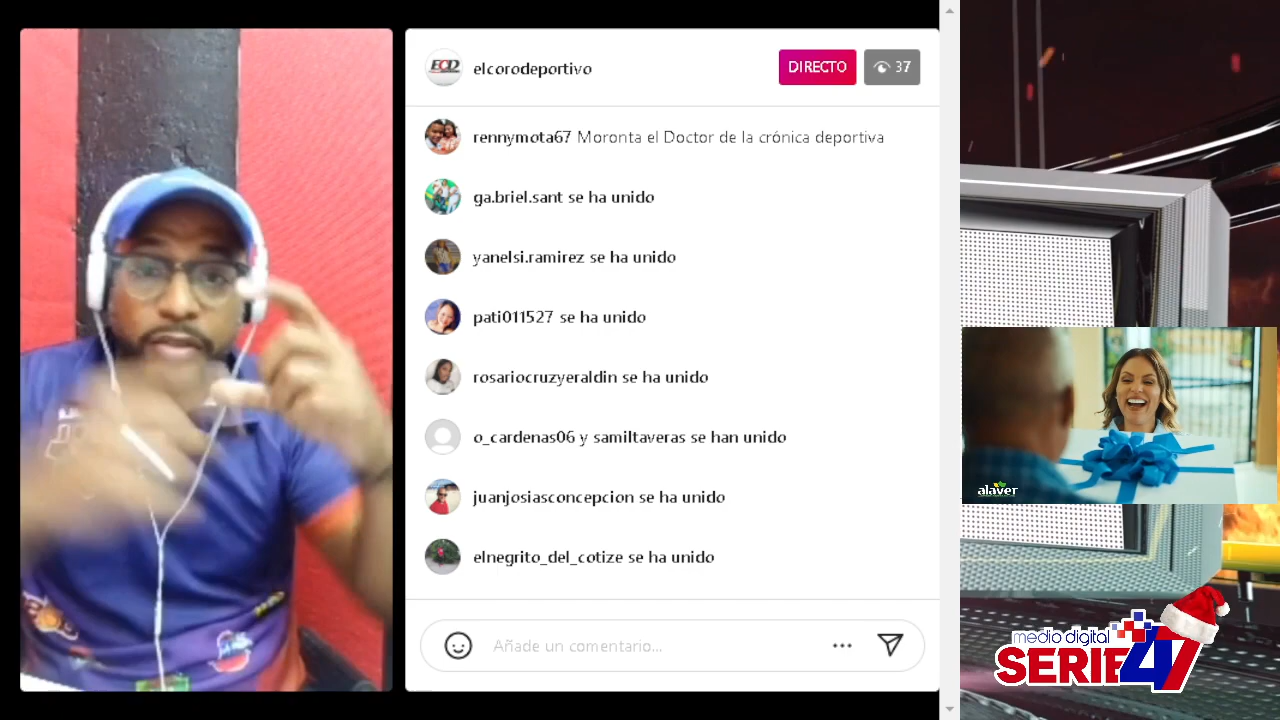 ECD
elcorodeportivo
DIRECTO
37
rennymota67 Moronta el Doctor de la crónica deportiva
ga.briel.sant se ha unido
yanelsi.ramirez se ha unido
pati011527 se ha unido
rosariocruzyeraldin se ha unido
o_cardenas06 y samiltaveras se han unido
juanjosiasconcepcion se ha unido
elnegrito_del_cotize se ha unido
Añade un comentario...
alaver
medio digital
SERIE47